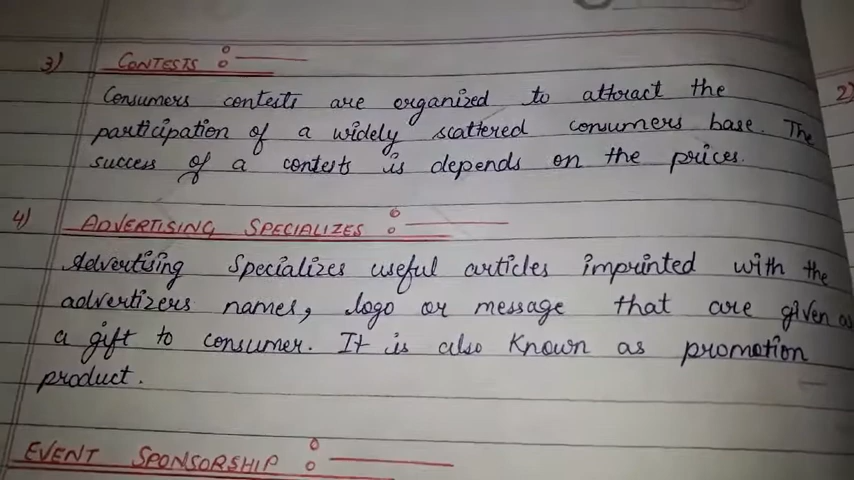 3) CONTESTS :—
Consumers contests are organized to attract the
participation of a widely scattered consumers base. The
success of a contests is depends on the prices.
4) ADVERTISING SPECIALIZES :—
Advertising Specializes useful articles imprinted with the
advertizers names, logo or message that are given as
a gift to consumer. It is also known as promotion
product.
EVENT SPONSORSHIP :—
2)